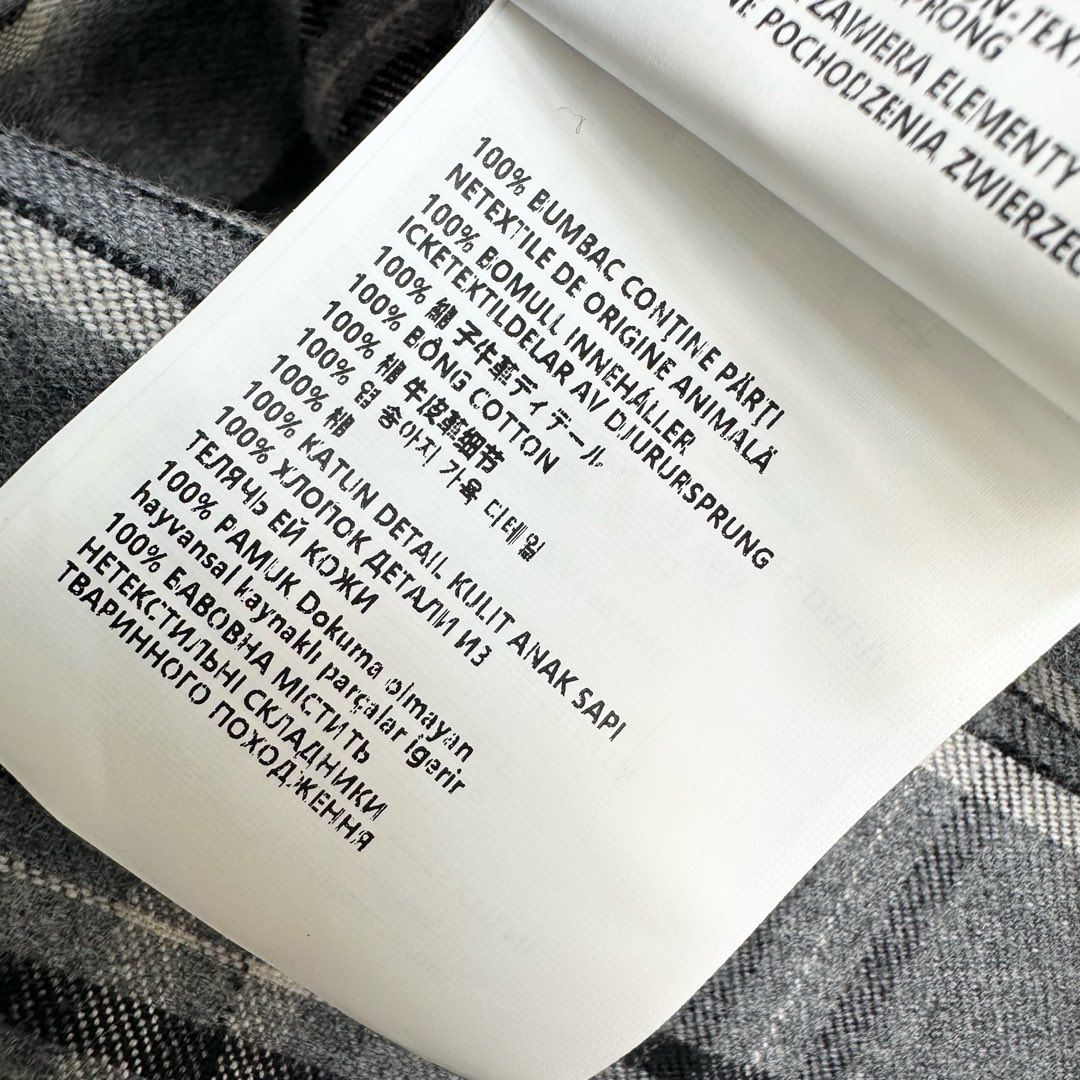 TEXT
PRONG
ZAWIERA ELEMENTY
POCHODZENIA ZWIERZĘC
100% BUMBAC CONȚINE PĂRȚI
NETEXTILE DE ORIGINE ANIMALĂ
100% BOMULL INNEHÅLLER
ICKETEXTILDELAR AV DJURURSPRUNG
100% 綿 子牛革ディテール
100% BÔNG COTTON
100% 棉 牛皮革细节
100% 면 송아지 가죽 디테일
100% 棉
100% KATUN DETAIL KULIT ANAK SAPI
100% ХЛОПОК ДЕТАЛИ ИЗ
ТЕЛЯЧЬ ЕЙ КОЖИ
100% PAMUK Dokuma olmayan
hayvansal kaynaklı parçalar içerir
100% БАВОВНА МІСТИТЬ
НЕТЕКСТИЛЬНІ СКЛАДНИКИ
ТВАРИННОГО ПОХОДЖЕННЯ